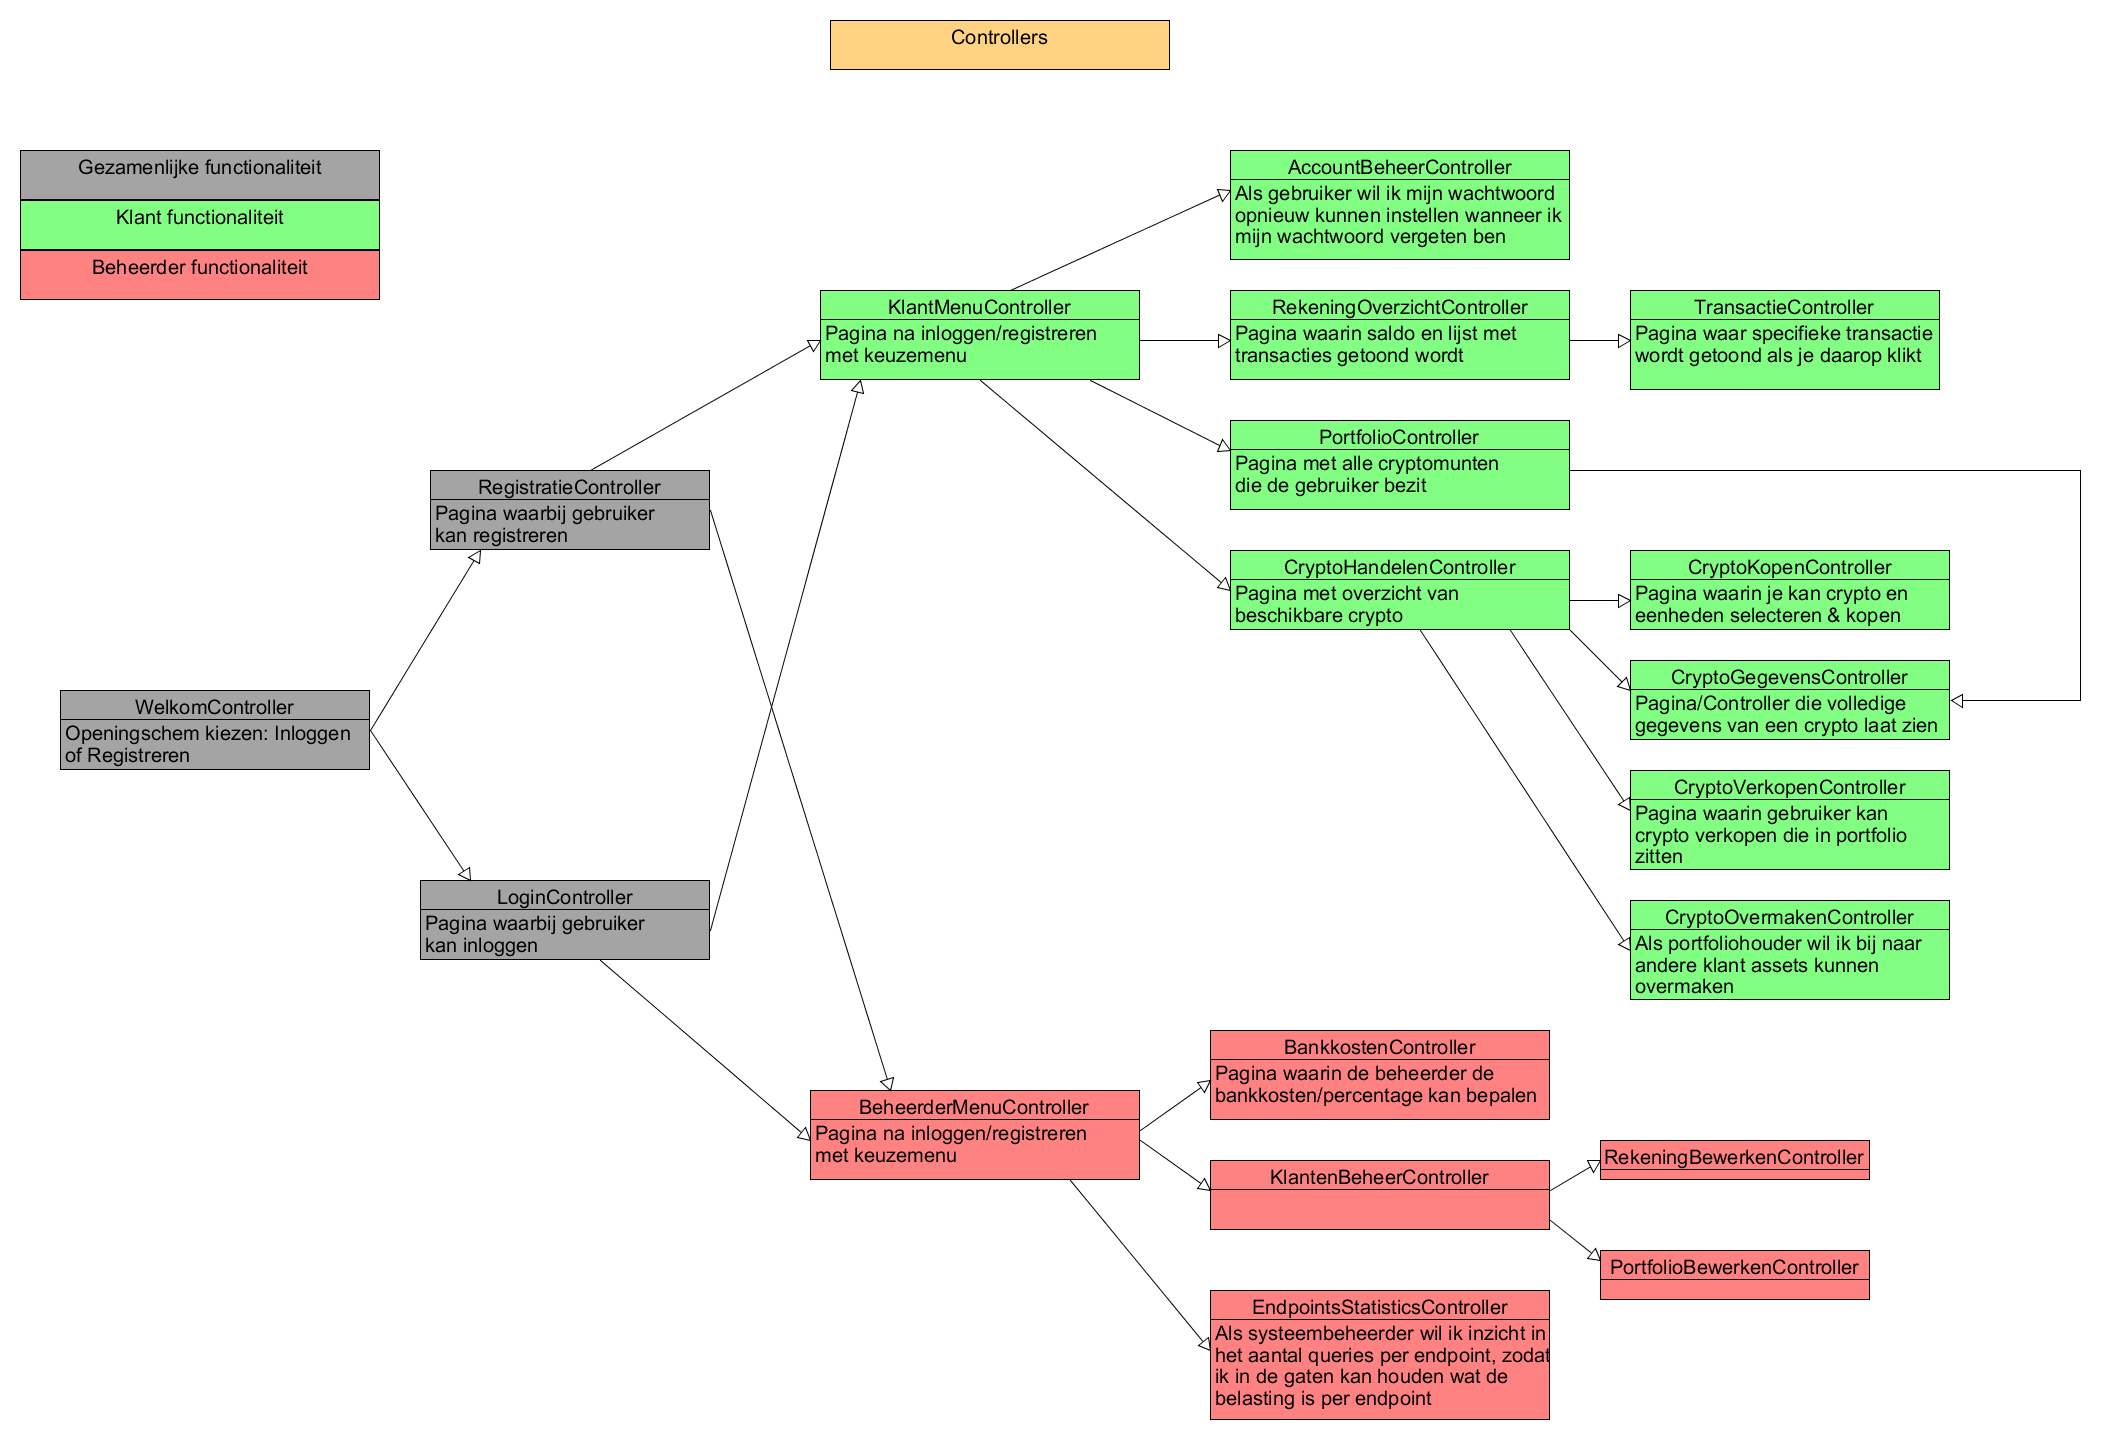 Controllers
Gezamenlijke functionaliteit
Klant functionaliteit
Beheerder functionaliteit
WelkomController
Openingschem kiezen: Inloggen
of Registreren
RegistratieController
Pagina waarbij gebruiker
kan registreren
LoginController
Pagina waarbij gebruiker
kan inloggen
KlantMenuController
Pagina na inloggen/registreren
met keuzemenu
AccountBeheerController
Als gebruiker wil ik mijn wachtwoord
opnieuw kunnen instellen wanneer ik
mijn wachtwoord vergeten ben
RekeningOverzichtController
Pagina waarin saldo en lijst met
transacties getoond wordt
TransactieController
Pagina waar specifieke transactie
wordt getoond als je daarop klikt
PortfolioController
Pagina met alle cryptomunten
die de gebruiker bezit
CryptoHandelenController
Pagina met overzicht van
beschikbare crypto
CryptoKopenController
Pagina waarin je kan crypto en
eenheden selecteren & kopen
CryptoGegevensController
Pagina/Controller die volledige
gegevens van een crypto laat zien
CryptoVerkopenController
Pagina waarin gebruiker kan
crypto verkopen die in portfolio
zitten
CryptoOvermakenController
Als portfoliohouder wil ik bij naar
andere klant assets kunnen
overmaken
BeheerderMenuController
Pagina na inloggen/registreren
met keuzemenu
BankkostenController
Pagina waarin de beheerder de
bankkosten/percentage kan bepalen
KlantenBeheerController
RekeningBewerkenController
PortfolioBewerkenController
EndpointsStatisticsController
Als systeembeheerder wil ik inzicht in
het aantal queries per endpoint, zodat
ik in de gaten kan houden wat de
belasting is per endpoint